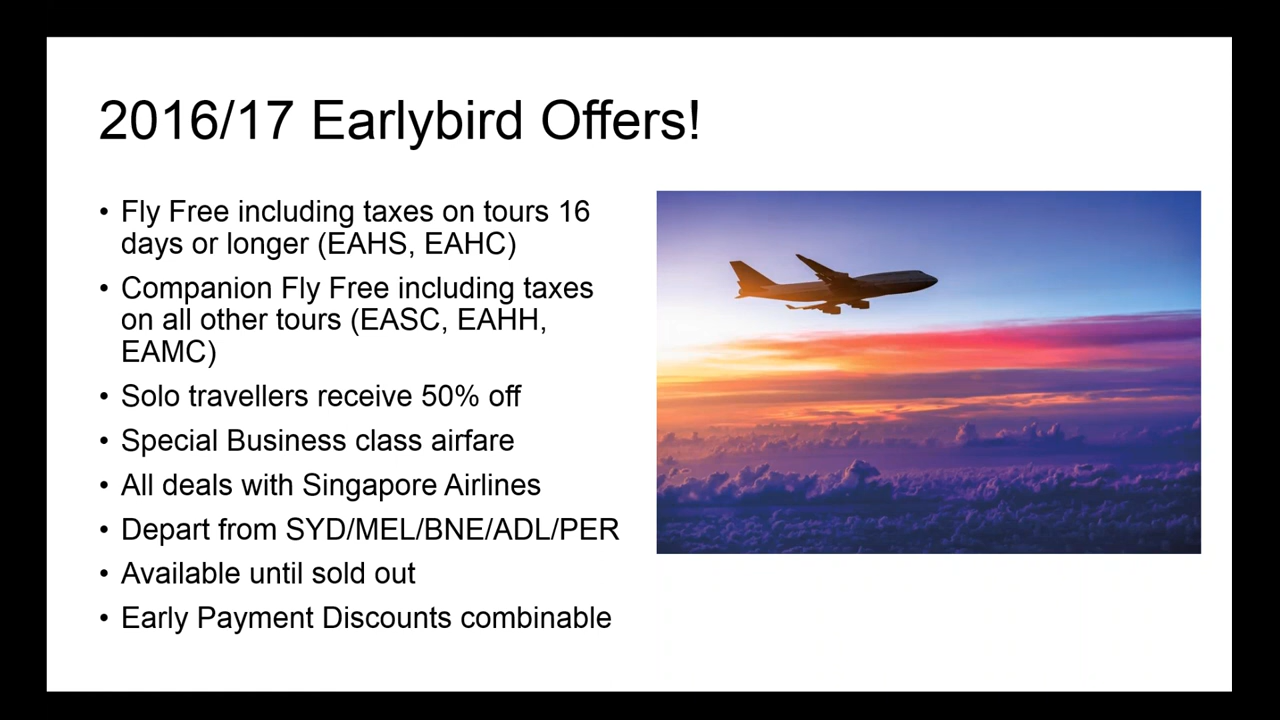 2016/17 Earlybird Offers!
• Fly Free including taxes on tours 16
days or longer (EAHS, EAHC)
• Companion Fly Free including taxes
on all other tours (EASC, EAHH,
EAMC)
• Solo travellers receive 50% off
• Special Business class airfare
• All deals with Singapore Airlines
• Depart from SYD/MEL/BNE/ADL/PER
• Available until sold out
• Early Payment Discounts combinable